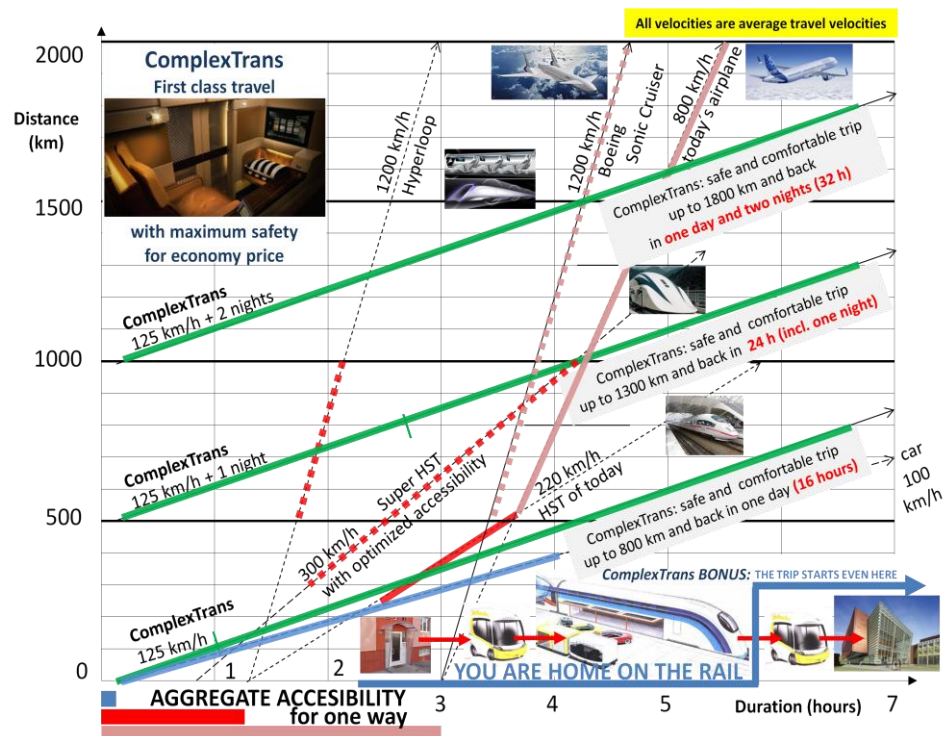 All velocities are average travel velocities
2000
Distance
(km)
1500
1000
500
0
ComplexTrans
First class travel
with maximum safety
for economy price
1200 km/h
Hyperloop
1200 km/h
Boeing
Sonic Cruiser
800 km/h
today's airplane
ComplexTrans: safe and comfortable trip
up to 1800 km and back
in one day and two nights (32 h)
ComplexTrans
125 km/h + 2 nights
ComplexTrans: safe and comfortable trip
up to 1300 km and back in 24 h (incl. one night)
ComplexTrans
125 km/h + 1 night
300 km/h
Super HST
with optimized accessibility
220 km/h
HST of today
ComplexTrans: safe and comfortable trip
up to 800 km and back in one day (16 hours)
car
100
km/h
ComplexTrans
125 km/h
ComplexTrans BONUS: THE TRIP STARTS EVEN HERE
YOU ARE HOME ON THE RAIL
1
2
3
4
5
6
Duration (hours)
7
AGGREGATE ACCESIBILITY
for one way